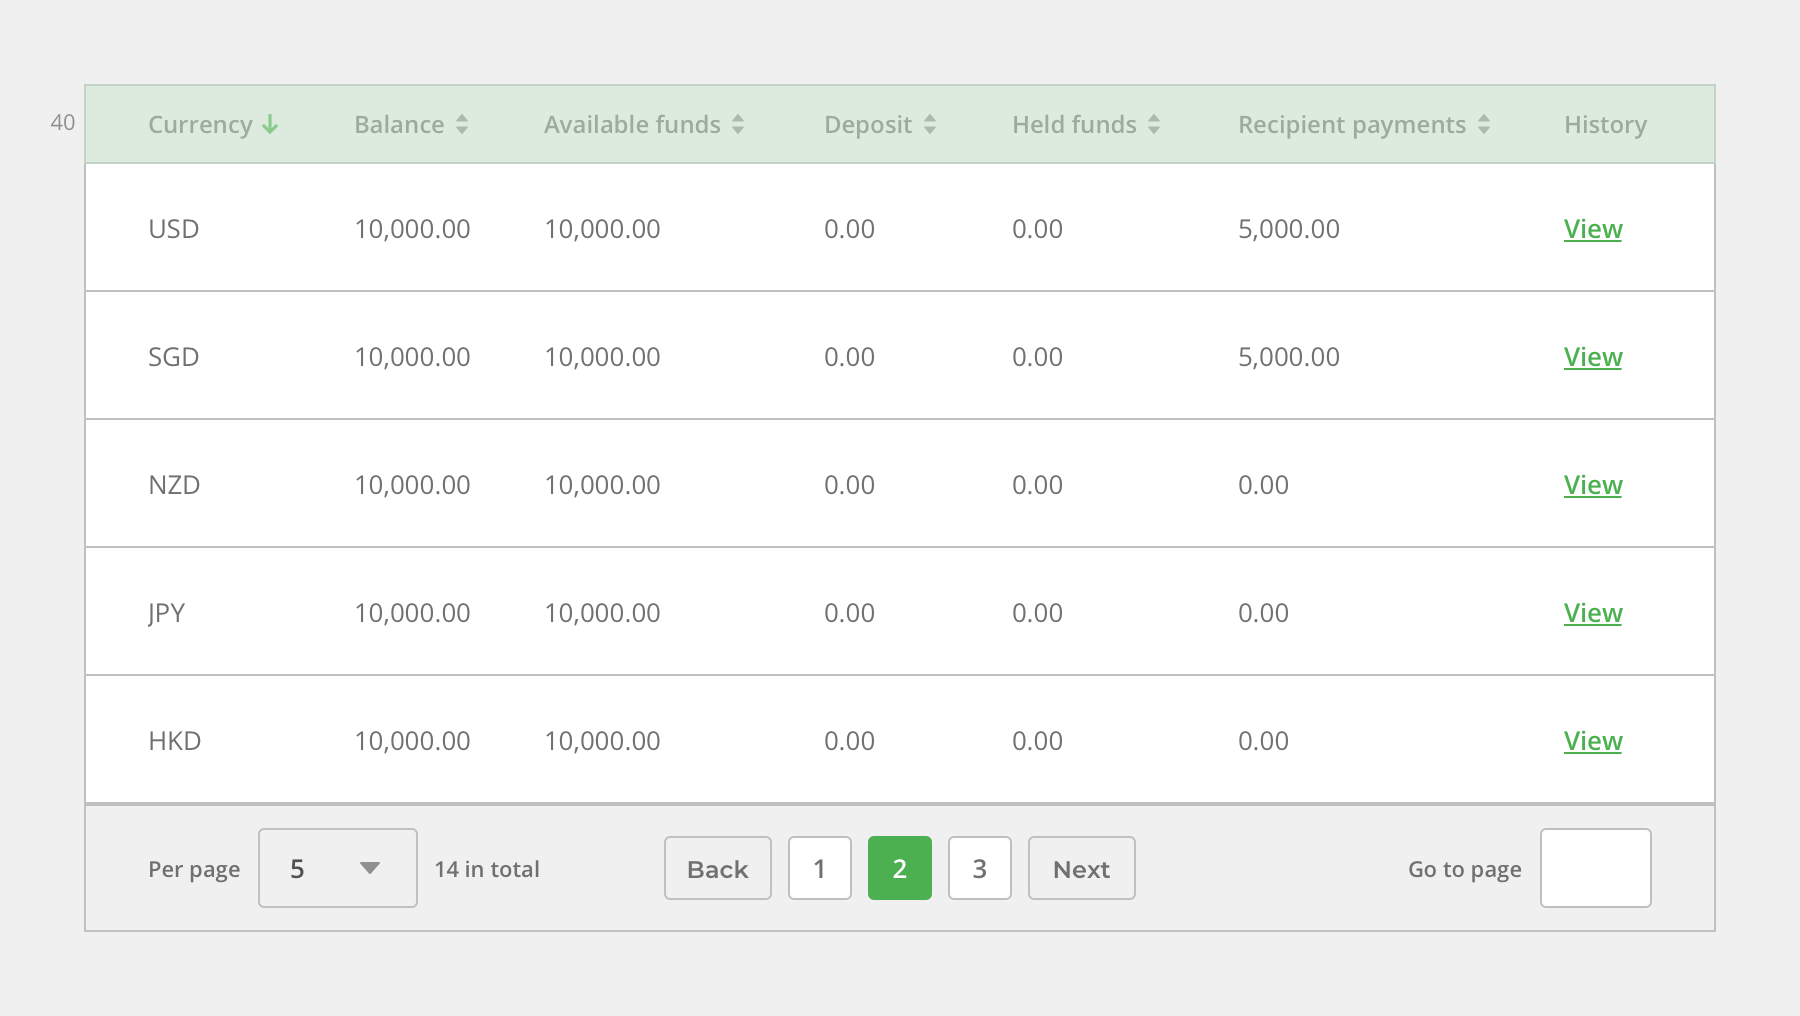 40
Currency Balance Available funds Deposit Held funds Recipient payments History
USD 10,000.00 10,000.00 0.00 0.00 5,000.00 View
SGD 10,000.00 10,000.00 0.00 0.00 5,000.00 View
NZD 10,000.00 10,000.00 0.00 0.00 0.00 View
JPY 10,000.00 10,000.00 0.00 0.00 0.00 View
HKD 10,000.00 10,000.00 0.00 0.00 0.00 View
Per page 5 14 in total Back 1 2 3 Next Go to page